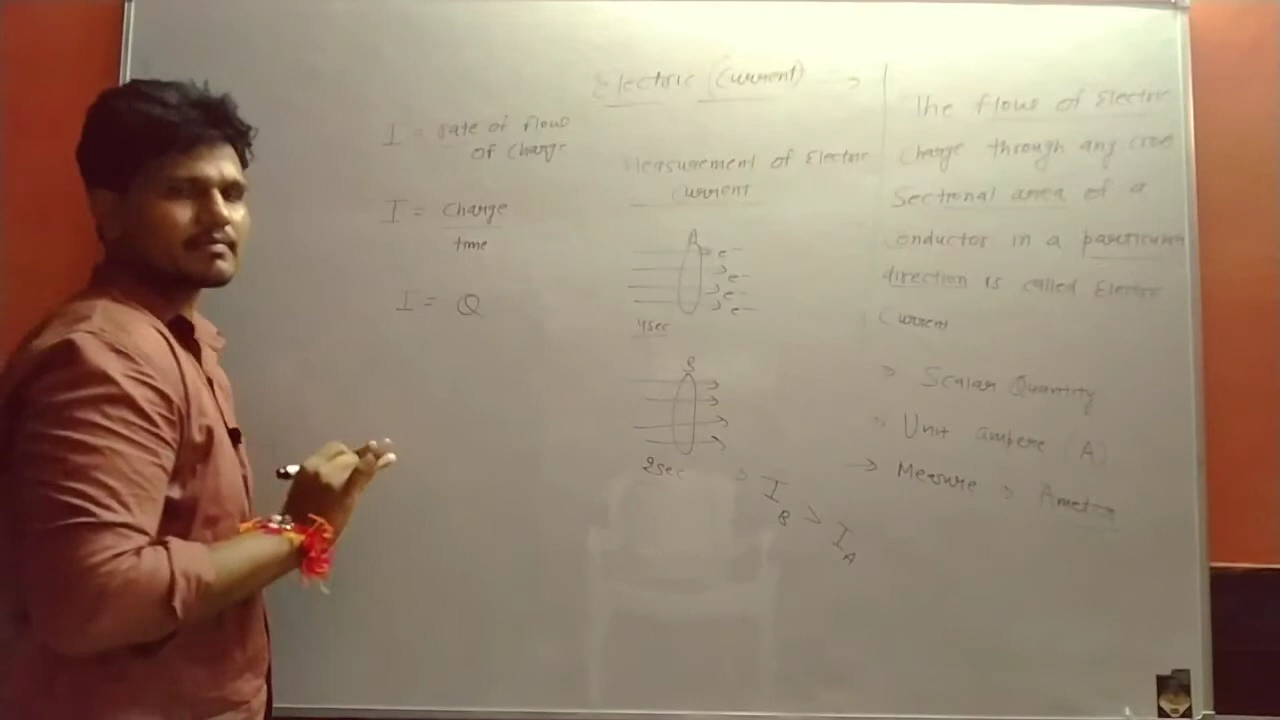 Electric (Current) →
I = rate of flow
of charge
I = Charge
time
I = Q
Measurement of Electric
Current
A
e⁻
e⁻
e⁻
e⁻
4sec
B
2sec
> I_B > I_A
The flow of Electric
charge through any cross
Sectional area of a
conductor in a particular
direction is called Electric
Current
> Scalar Quantity
> Unit ampere (A)
→ Measure >